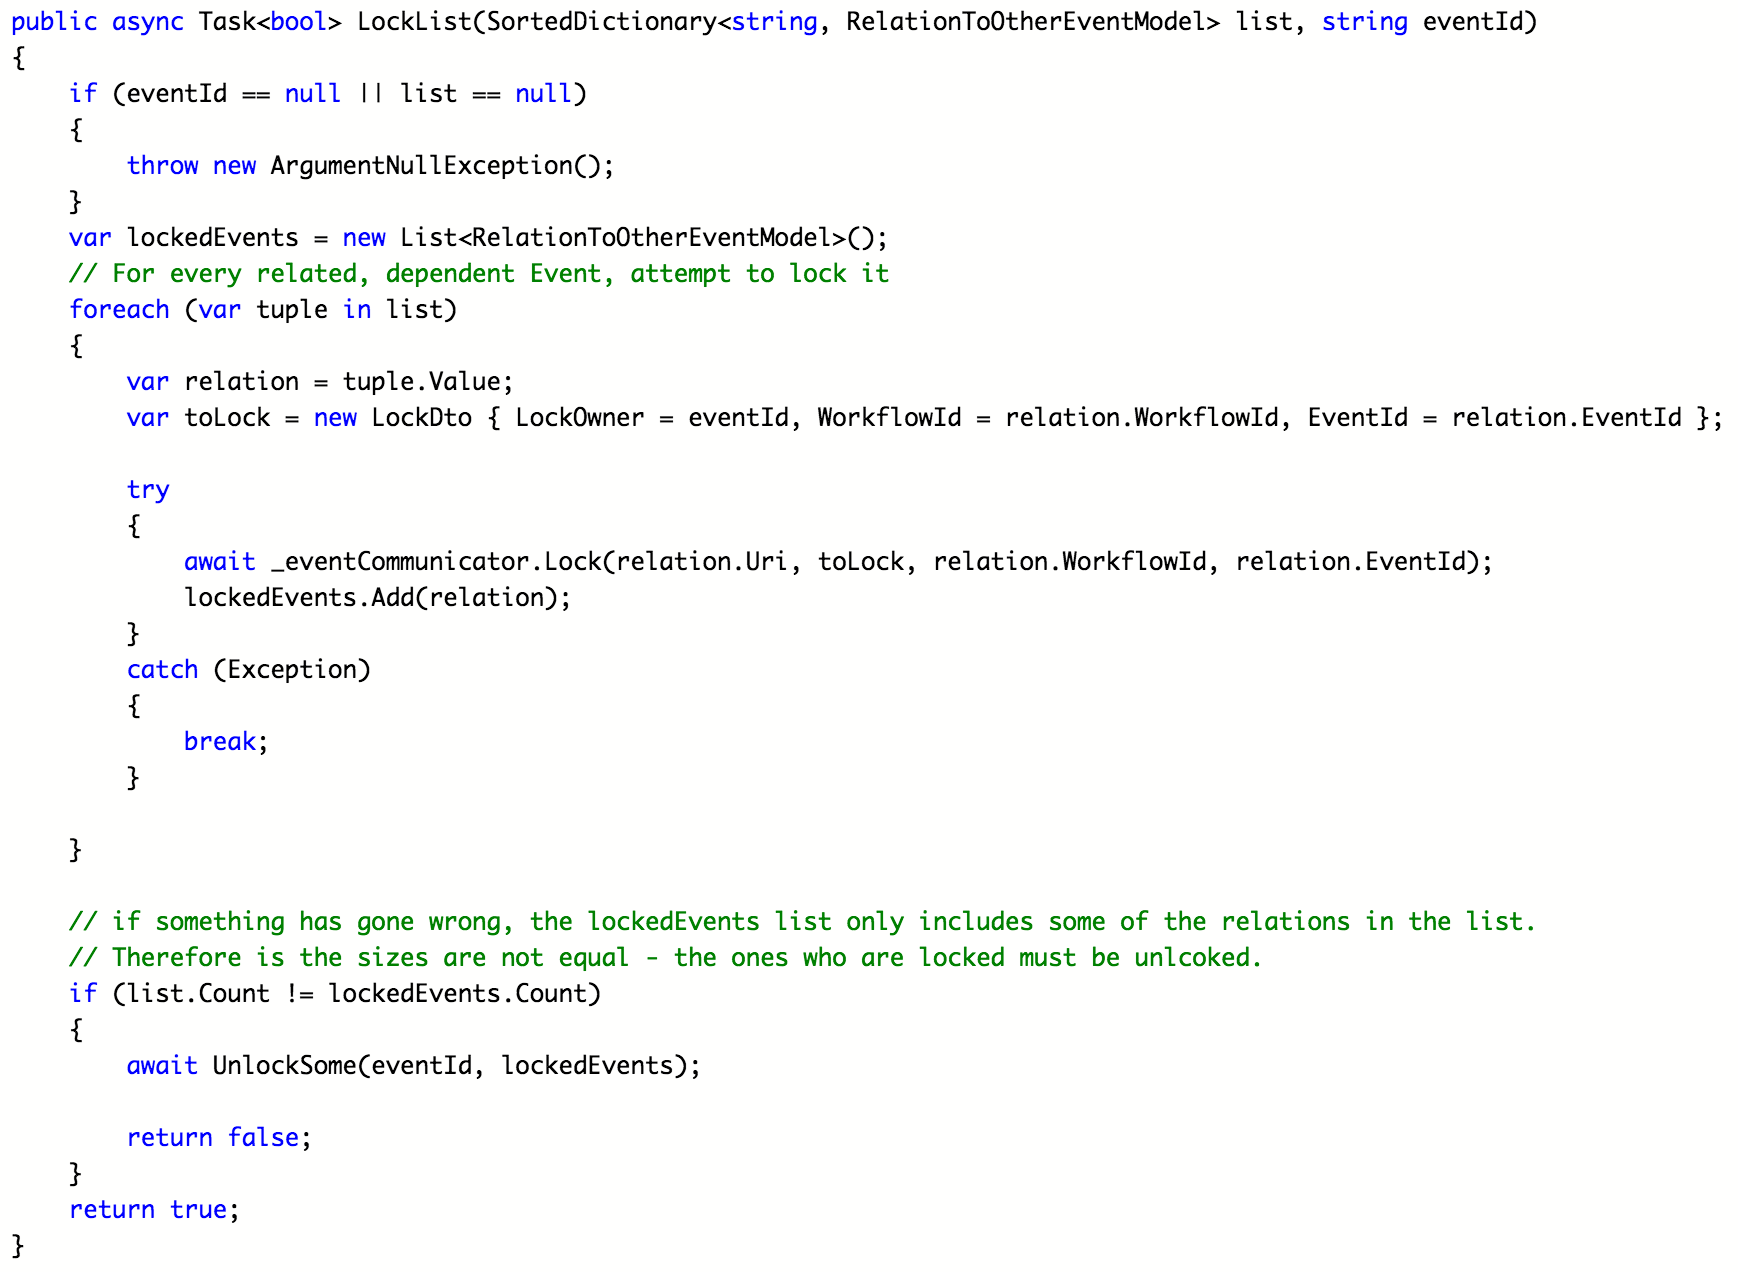 public async Task<bool> LockList(SortedDictionary<string, RelationToOtherEventModel> list, string eventId)
{
    if (eventId == null || list == null)
    {
        throw new ArgumentNullException();
    }
    var lockedEvents = new List<RelationToOtherEventModel>();
    // For every related, dependent Event, attempt to lock it
    foreach (var tuple in list)
    {
        var relation = tuple.Value;
        var toLock = new LockDto { LockOwner = eventId, WorkflowId = relation.WorkflowId, EventId = relation.EventId };

        try
        {
            await _eventCommunicator.Lock(relation.Uri, toLock, relation.WorkflowId, relation.EventId);
            lockedEvents.Add(relation);
        }
        catch (Exception)
        {
            break;
        }

    }

    // if something has gone wrong, the lockedEvents list only includes some of the relations in the list.
    // Therefore is the sizes are not equal - the ones who are locked must be unlcoked.
    if (list.Count != lockedEvents.Count)
    {
        await UnlockSome(eventId, lockedEvents);

        return false;
    }
    return true;
}